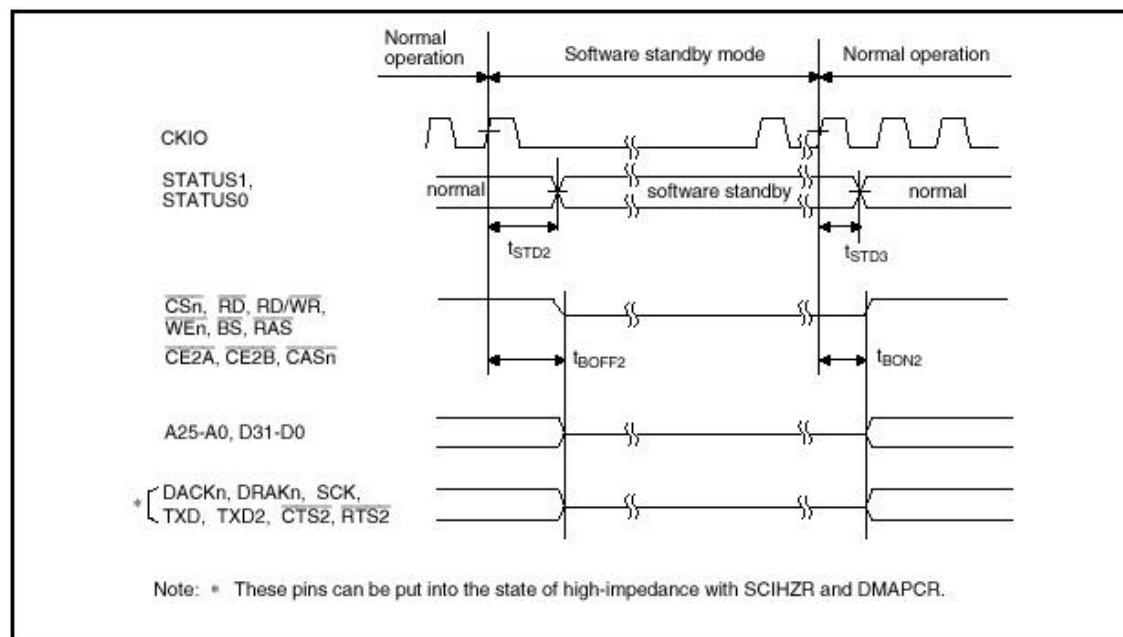 Normal operation
Software standby mode
Normal operation
CKIO
STATUS1,
STATUS0
normal
software standby
normal
tSTD2
tSTD3
CSn, RD, RD/WR,
WEn, BS, RAS
CE2A, CE2B, CASn
tBOFF2
tBON2
A25-A0, D31-D0
* DACKn, DRAKn, SCK,
TXD, TXD2, CTS2, RTS2
Note: * These pins can be put into the state of high-impedance with SCIHZR and DMAPCR.